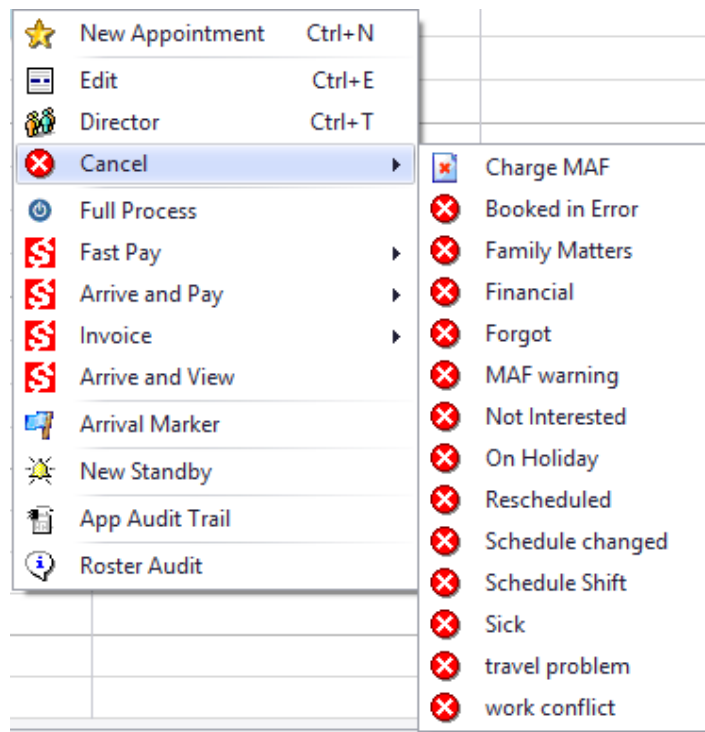 New Appointment Ctrl+N
Edit Ctrl+E
Director Ctrl+T
Cancel
Full Process
Fast Pay
Arrive and Pay
Invoice
Arrive and View
Arrival Marker
New Standby
App Audit Trail
Roster Audit
Charge MAF
Booked in Error
Family Matters
Financial
Forgot
MAF warning
Not Interested
On Holiday
Rescheduled
Schedule changed
Schedule Shift
Sick
travel problem
work conflict